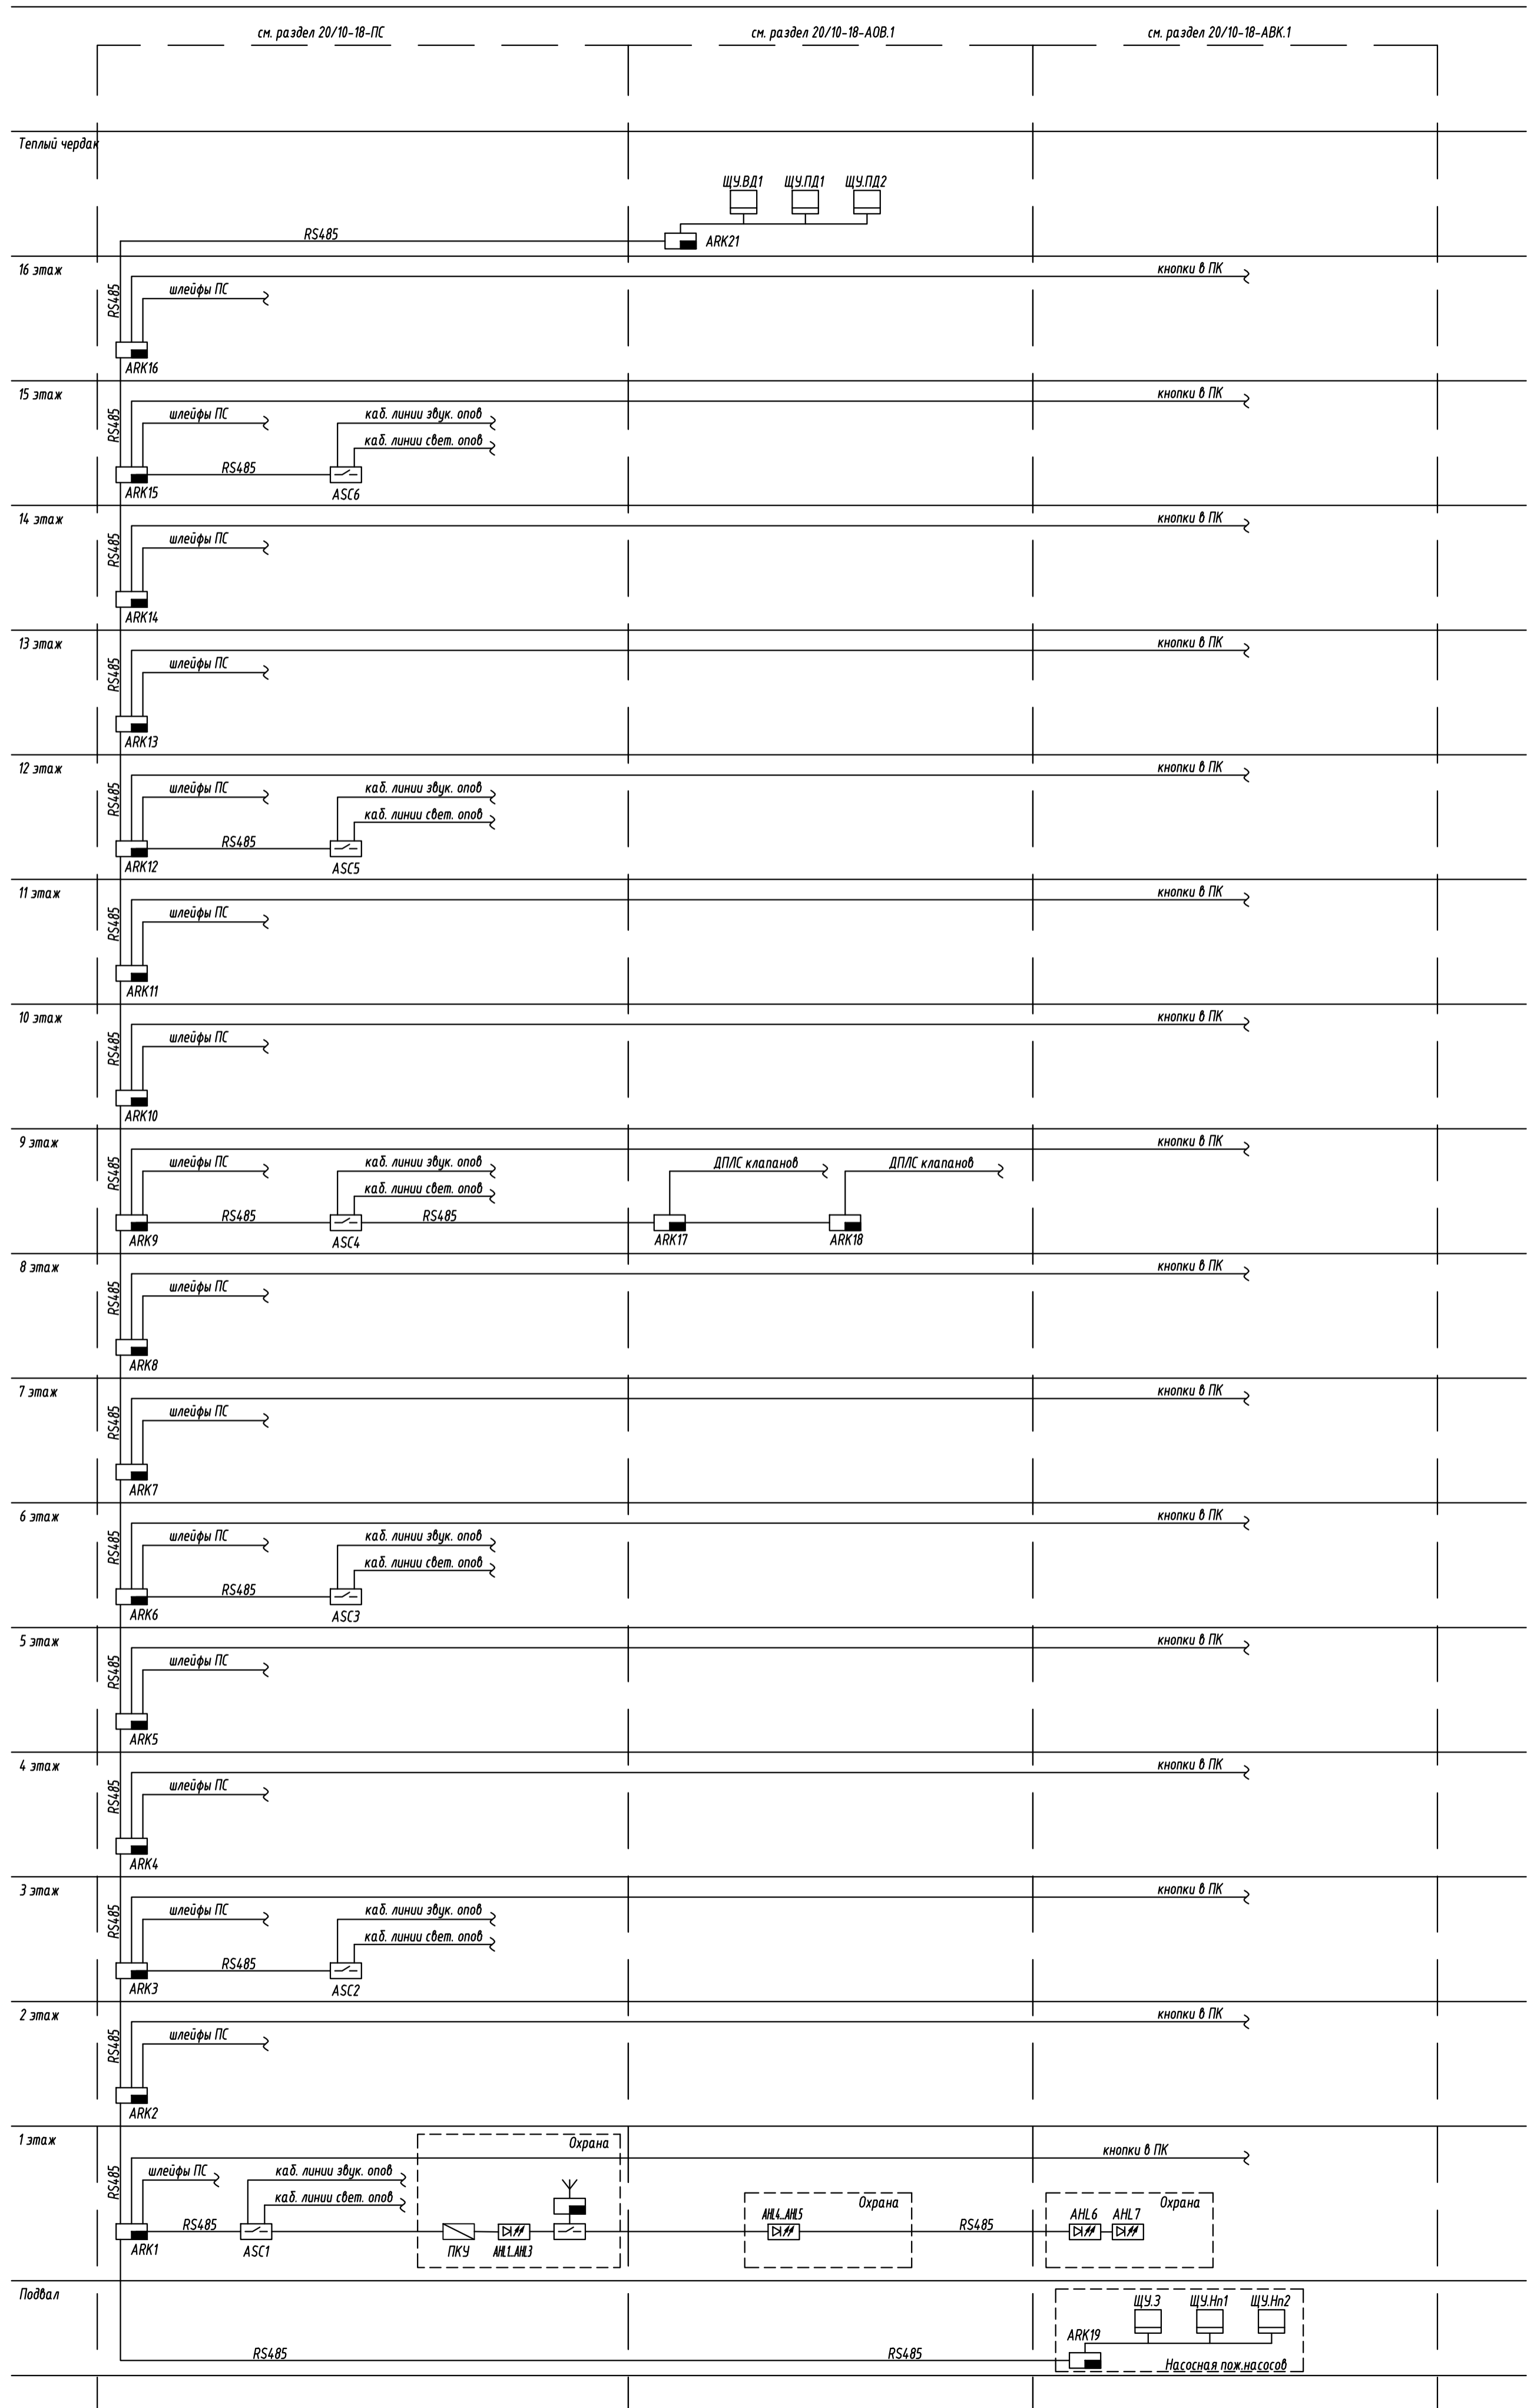 см. раздел 20/10-18-ПС
см. раздел 20/10-18-АОВ.1
см. раздел 20/10-18-АВК.1
Теплый чердак
ЩУ.ВД1
ЩУ.ПД1
ЩУ.ПД2
RS485
ARK21
16 этаж
кнопки в ПК
шлейфы ПС
RS485
ARK16
15 этаж
кнопки в ПК
шлейфы ПС
каб. линии звук. опов
каб. линии свет. опов
RS485
RS485
ARK15
ASC6
14 этаж
кнопки в ПК
шлейфы ПС
RS485
ARK14
13 этаж
кнопки в ПК
шлейфы ПС
RS485
ARK13
12 этаж
кнопки в ПК
шлейфы ПС
каб. линии звук. опов
каб. линии свет. опов
RS485
RS485
ARK12
ASC5
11 этаж
кнопки в ПК
шлейфы ПС
RS485
ARK11
10 этаж
кнопки в ПК
шлейфы ПС
RS485
ARK10
9 этаж
кнопки в ПК
шлейфы ПС
каб. линии звук. опов
ДПЛС клапанов
ДПЛС клапанов
каб. линии свет. опов
RS485
RS485
RS485
ARK9
ASC4
ARK17
ARK18
8 этаж
кнопки в ПК
шлейфы ПС
RS485
ARK8
7 этаж
кнопки в ПК
шлейфы ПС
RS485
ARK7
6 этаж
кнопки в ПК
шлейфы ПС
каб. линии звук. опов
каб. линии свет. опов
RS485
RS485
ARK6
ASC3
5 этаж
кнопки в ПК
шлейфы ПС
RS485
ARK5
4 этаж
кнопки в ПК
шлейфы ПС
RS485
ARK4
3 этаж
кнопки в ПК
шлейфы ПС
каб. линии звук. опов
каб. линии свет. опов
RS485
RS485
ARK3
ASC2
2 этаж
кнопки в ПК
шлейфы ПС
RS485
ARK2
1 этаж
Охрана
кнопки в ПК
шлейфы ПС
каб. линии звук. опов
каб. линии свет. опов
RS485
Охрана
Охрана
AHL4...AHL5
AHL6
AHL7
RS485
RS485
ARK1
ASC1
ПКУ
AHL1...AHL3
Подвал
ЩУ.З
ЩУ.Нп1
ЩУ.Нп2
ARK19
RS485
RS485
Насосная пож.насосов